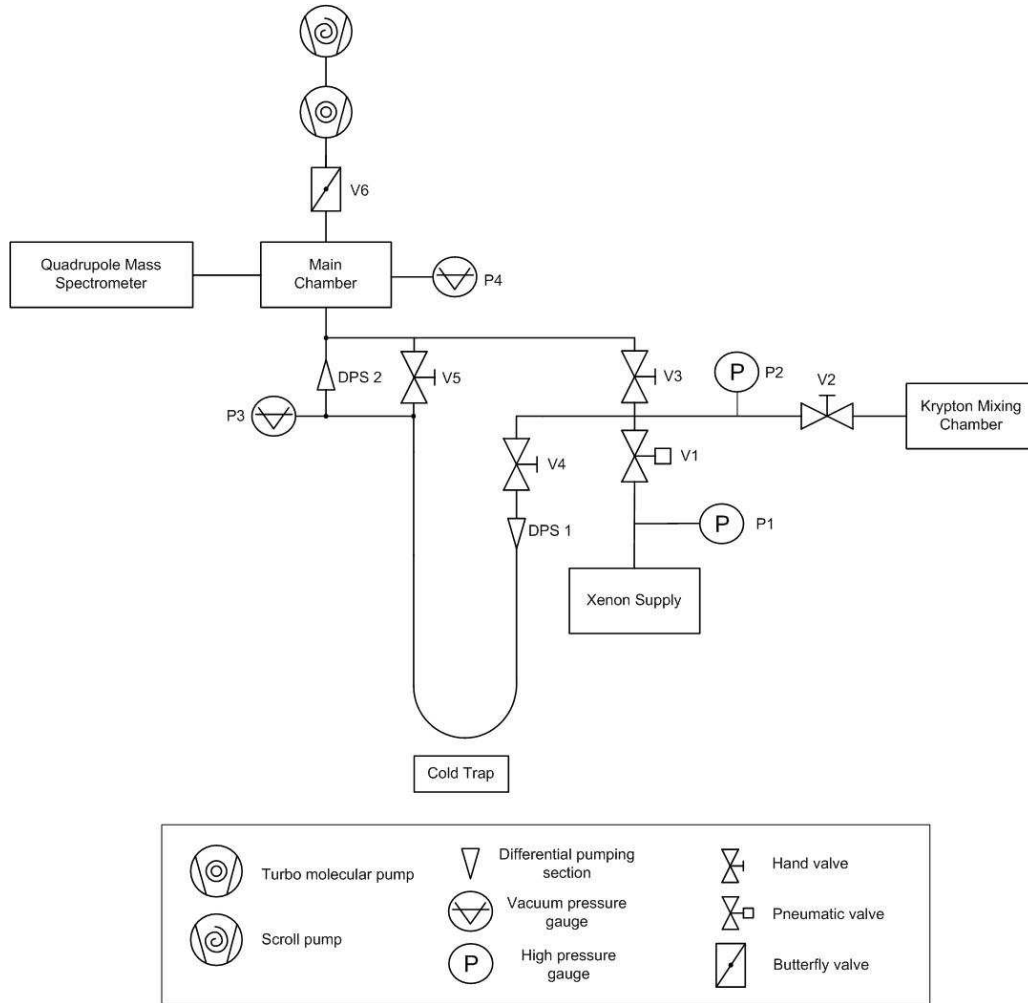 V6
Quadrupole Mass
Spectrometer
Main
Chamber
P4
DPS 2
V5
V3
P
P2
V2
Krypton Mixing
Chamber
P3
V4
V1
DPS 1
P
P1
Xenon Supply
Cold Trap
Turbo molecular pump
Scroll pump
Differential pumping
section
Vacuum pressure
gauge
P
High pressure
gauge
Hand valve
Pneumatic valve
Butterfly valve